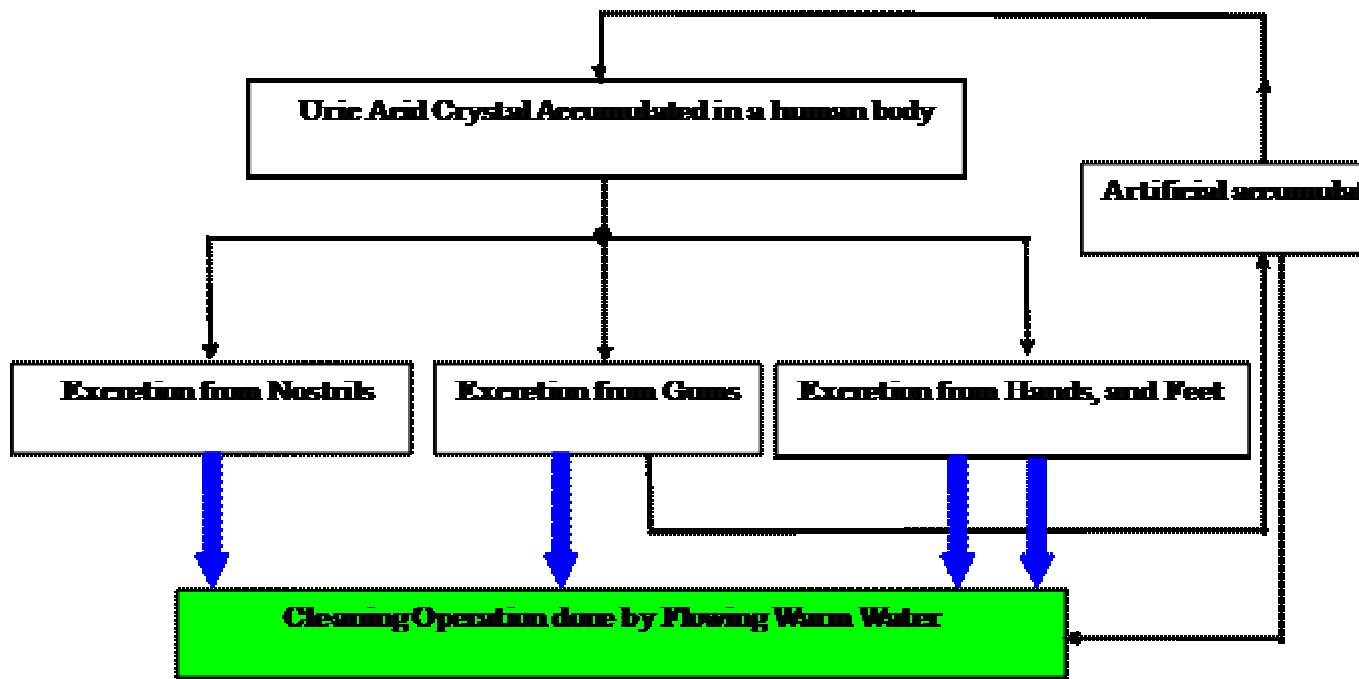 Uric Acid Crystal Accumulated in a human body
Artificial accumulat
Excretion from Nostrils
Excretion from Gums
Excretion from Hands, and Feet
Cleaning Operation done by Flowing Warm Water